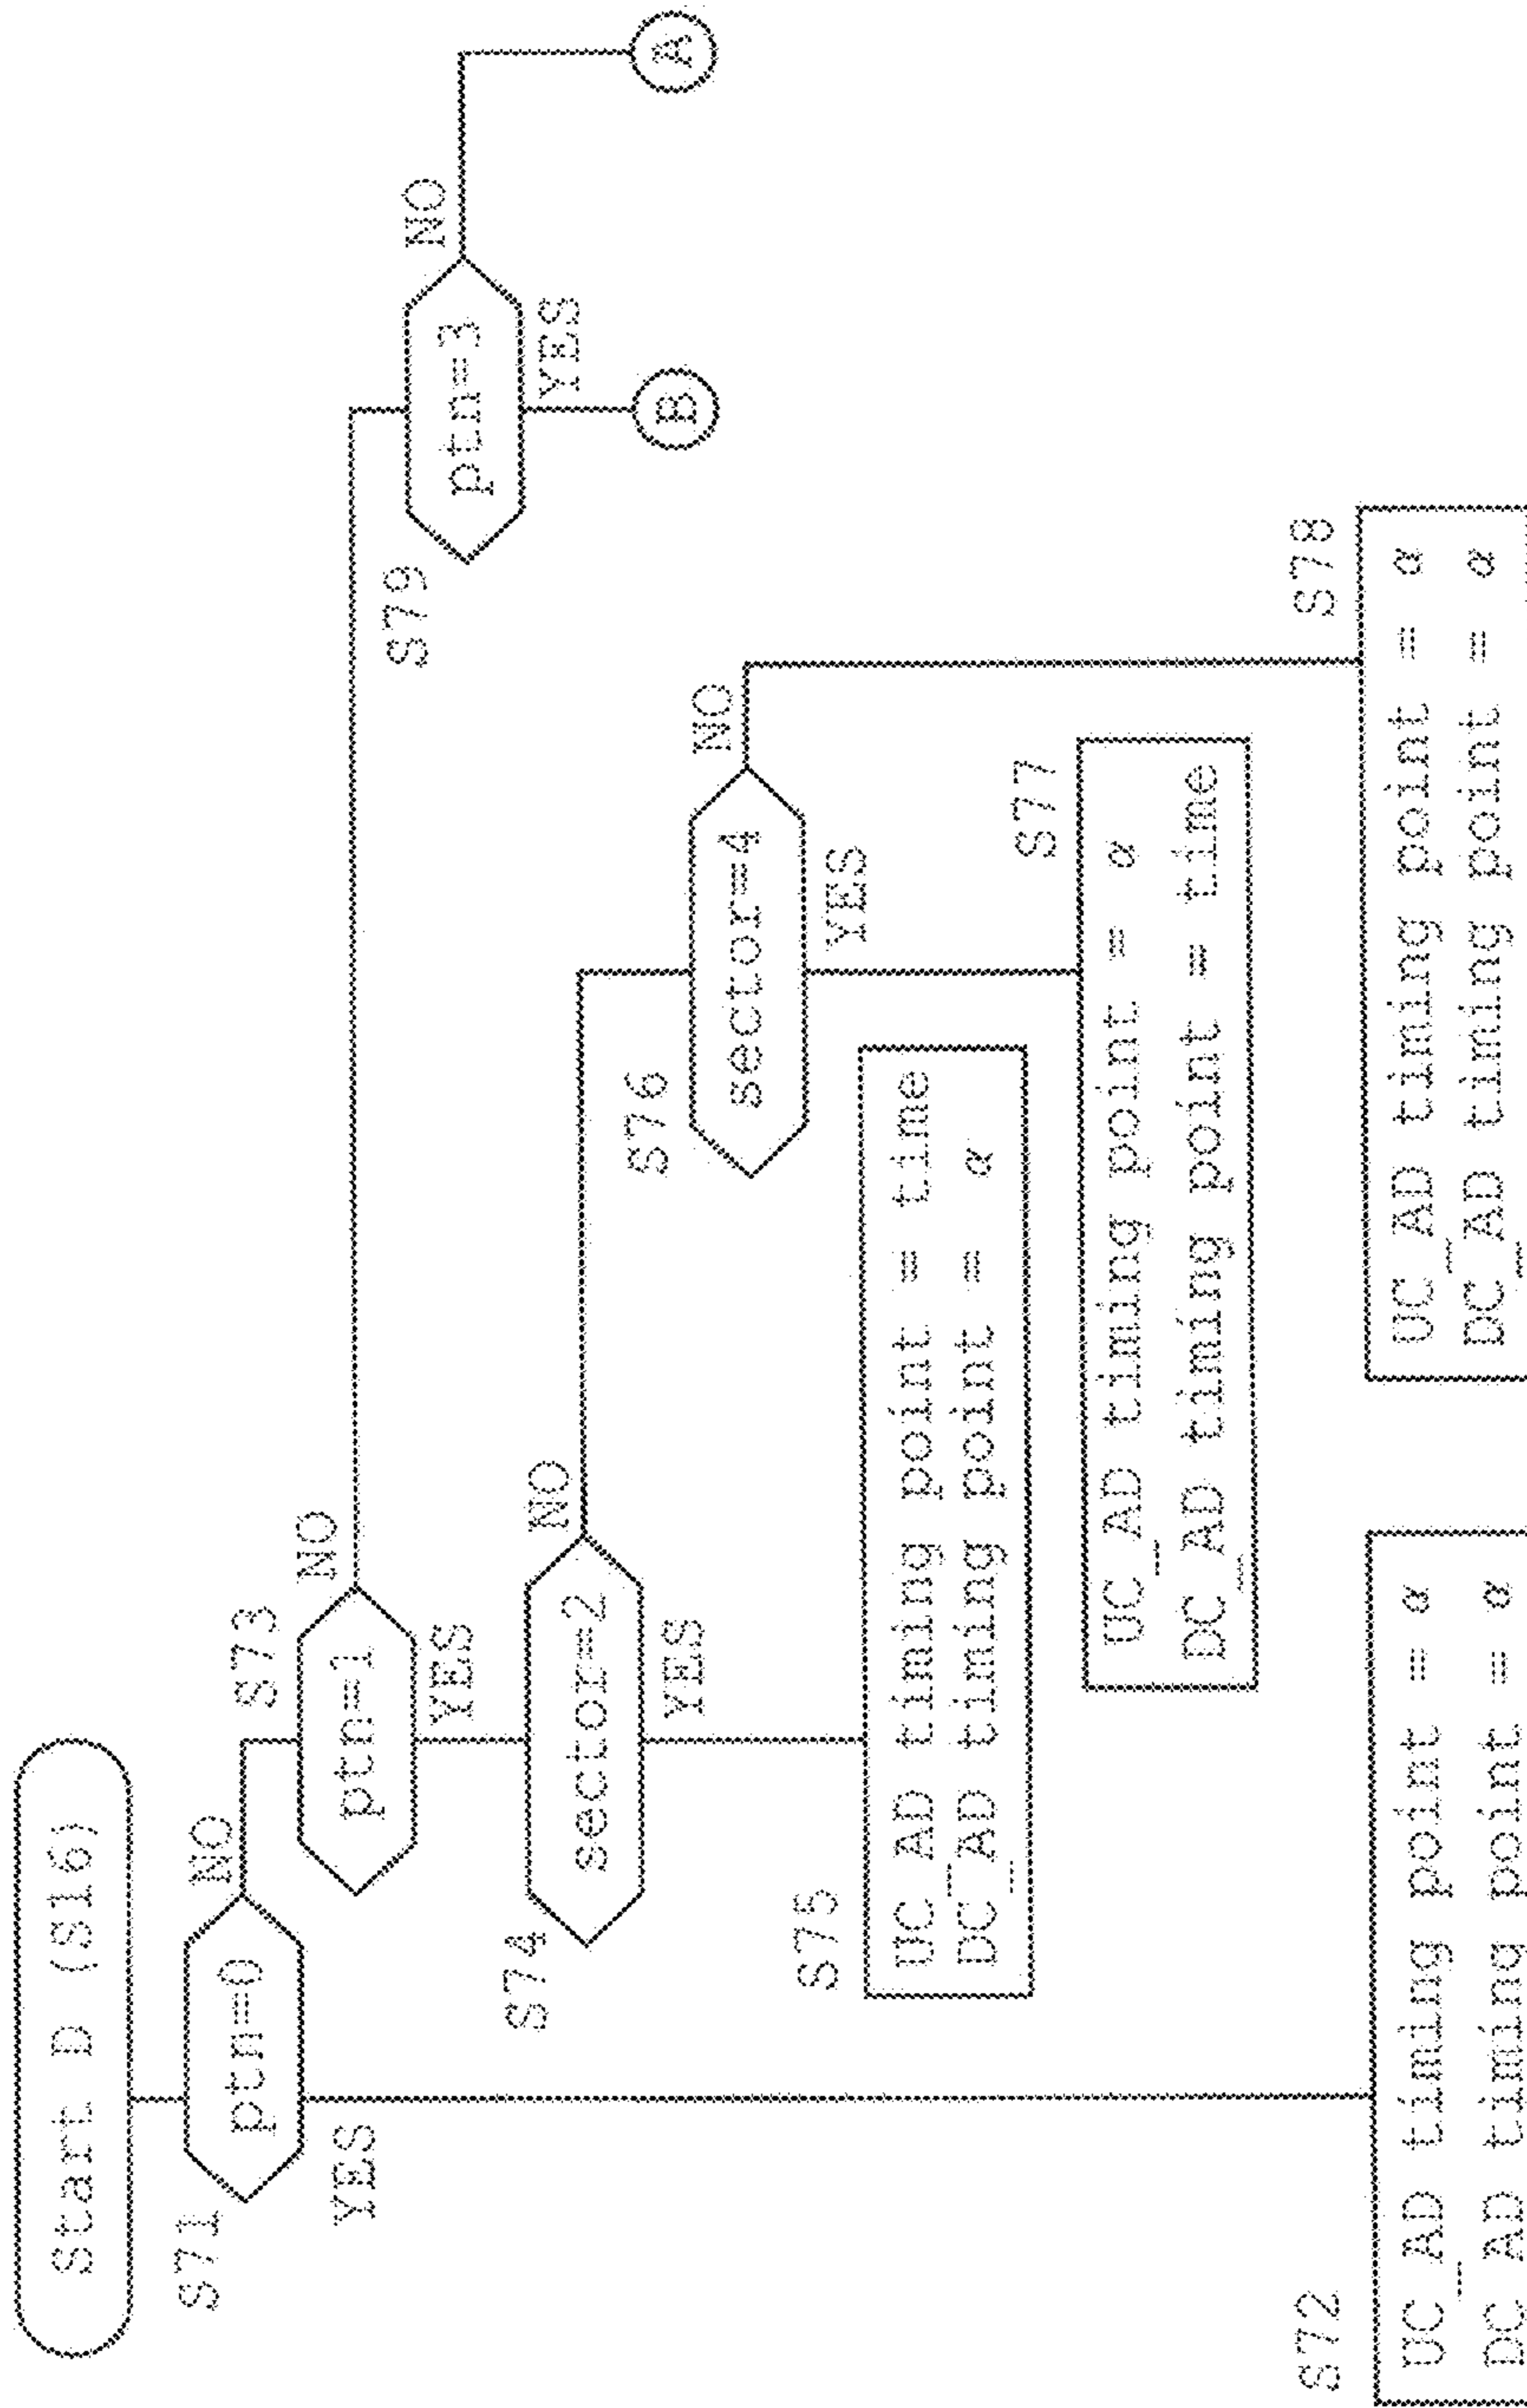 Start D (S16)
S71
ptn=0
NO
YES
S73
ptn=1
NO
YES
S79
ptn=3
NO
YES
A
B
S74
sector=2
NO
YES
S76
sector=4
NO
YES
S75
UC_AD timing point = time
DC_AD timing point = α
S77
UC_AD timing point = α
DC_AD timing point = time
S72
UC_AD timing point = α
DC_AD timing point = α
S78
UC_AD timing point = α
DC_AD timing point = α